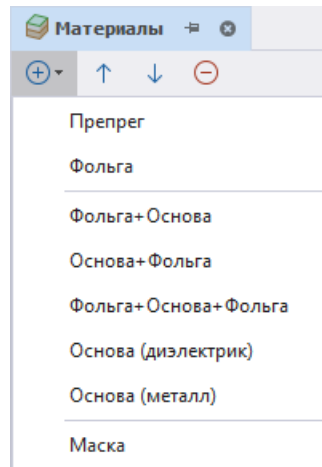 Материалы
Препрег
Фольга
Фольга+Основа
Основа+Фольга
Фольга+Основа+Фольга
Основа (диэлектрик)
Основа (металл)
Маска